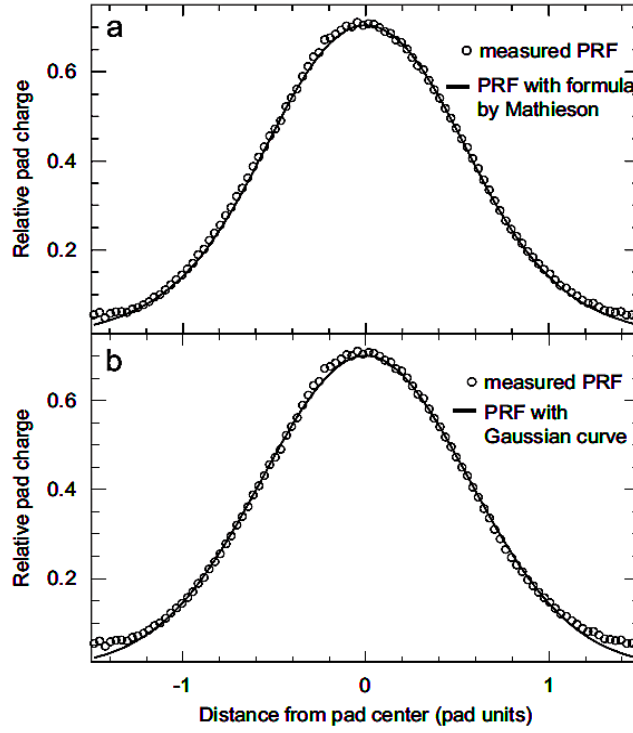 a
0.6
0.4
0.2
Relative pad charge
measured PRF
PRF with formula
by Mathieson
b
0.6
0.4
0.2
Relative pad charge
measured PRF
PRF with
Gaussian curve
-1
0
1
Distance from pad center (pad units)